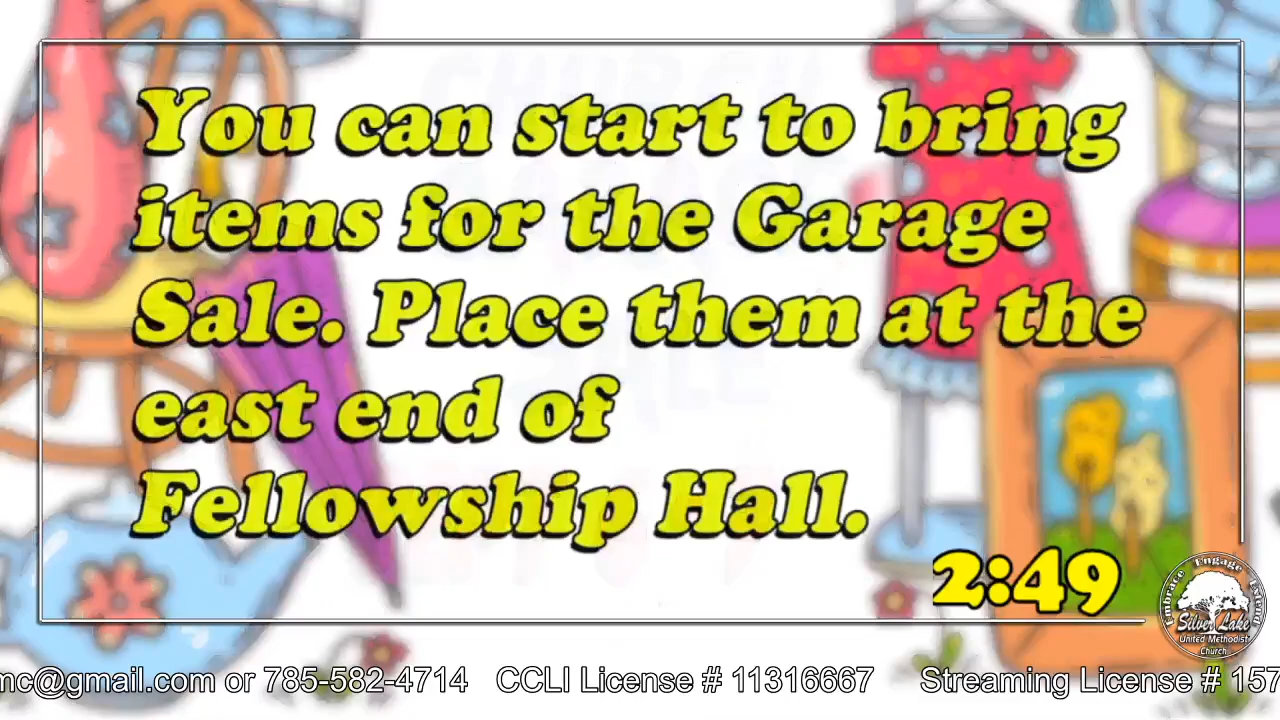 You can start to bring
items for the Garage
Sale. Place them at the
east end of
Fellowship Hall.
2:49
Embrace Engage Extend
Silver Lake
United Methodist
Church
mc@gmail.com or 785-582-4714 CCLI License # 11316667 Streaming License # 157